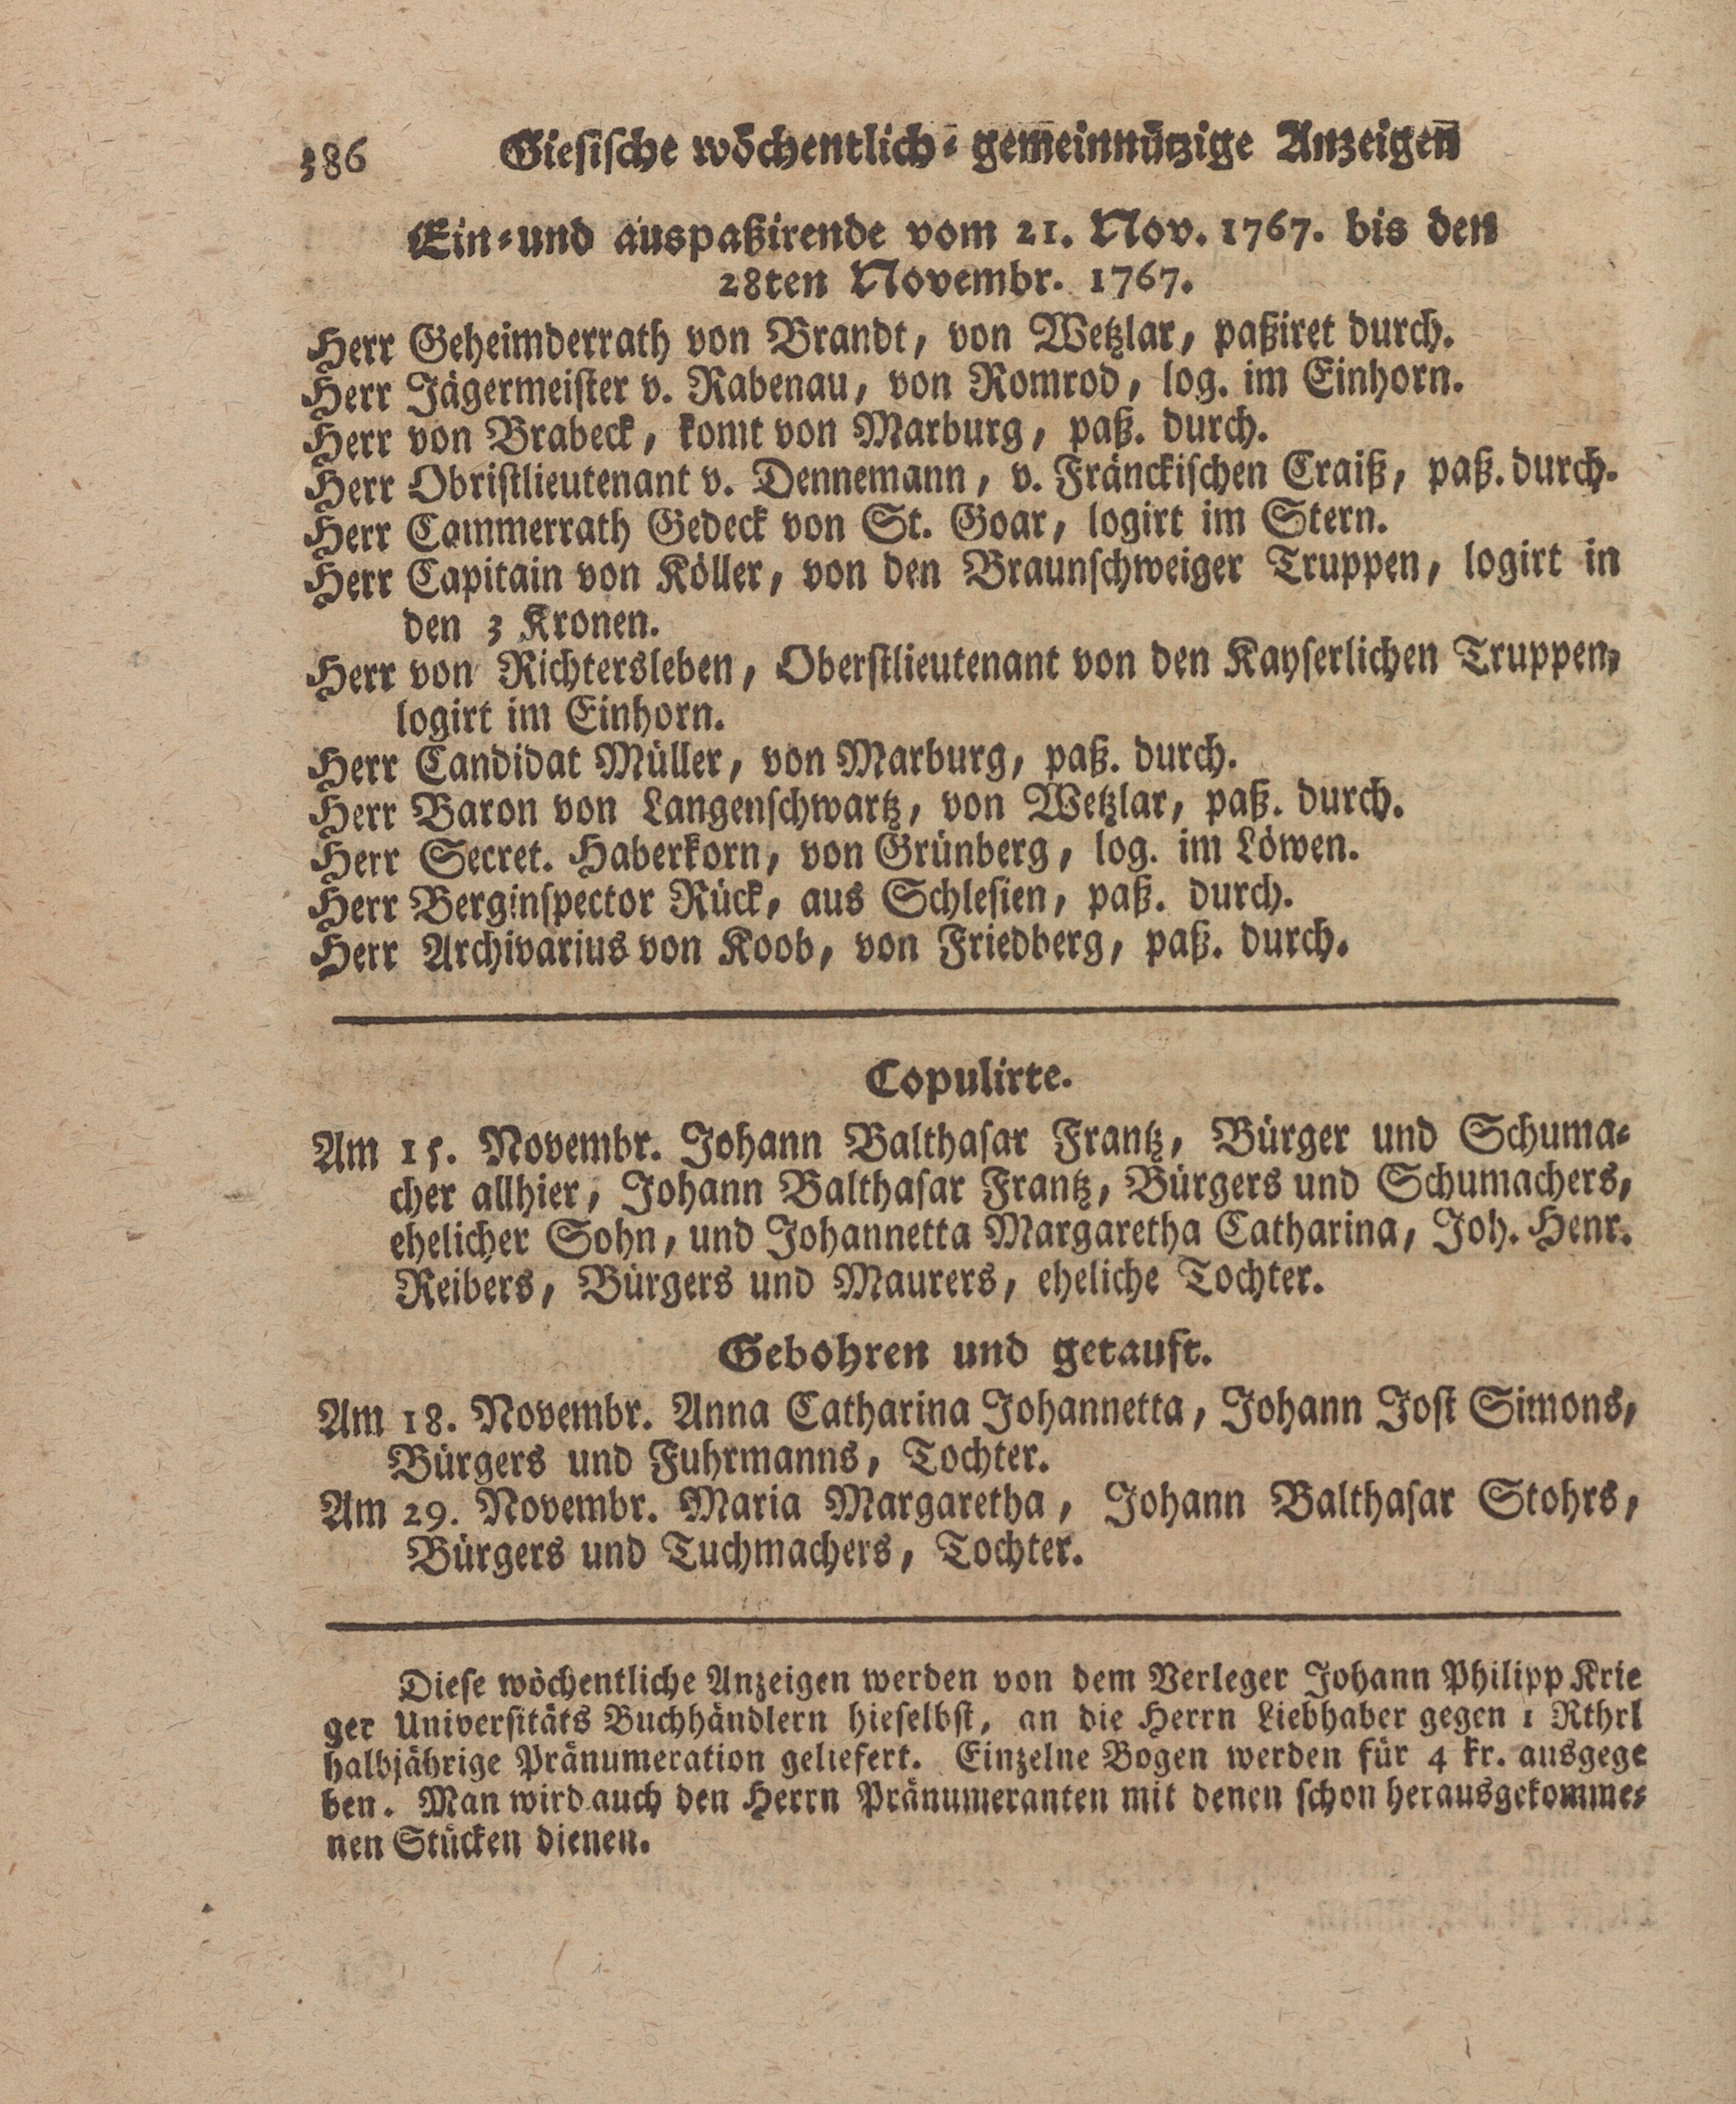 386 Giesische wöchentlich-gemeinnützige Anzeigen
Ein-und auspaßirende vom 21. Nov. 1767. bis den
28ten Novembr. 1767.
Herr Geheimderrath von Brandt, von Wetzlar, paßiret durch.
Herr Jägermeister v. Rabenau, von Romrod, log. im Einhorn.
Herr von Brabeck, komt von Marburg, paß. durch.
Herr Obristlieutenant v. Dennemann, v. Fränckischen Craiß, paß. durch.
Herr Cammerrath Gedeck von St. Goar, logirt im Stern.
Herr Capitain von Köller, von den Braunschweiger Truppen, logirt in
den 3 Kronen.
Herr von Richtersleben, Oberstlieutenant von den Kayserlichen Truppen,
logirt im Einhorn.
Herr Candidat Müller, von Marburg, paß. durch.
Herr Baron von Langenschwartz, von Wetzlar, paß. durch.
Herr Secret. Haberkorn, von Grünberg, log. im Löwen.
Herr Berginspector Rück, aus Schlesien, paß. durch.
Herr Archivarius von Koob, von Friedberg, paß. durch.
Copulirte.
Am 15. Novembr. Johann Balthasar Frantz, Bürger und Schuma-
cher allhier, Johann Balthasar Frantz, Bürgers und Schumachers,
ehelicher Sohn, und Johannetta Margaretha Catharina, Joh. Henr.
Reibers, Bürgers und Maurers, eheliche Tochter.
Gebohren und getauft.
Am 18. Novembr. Anna Catharina Johannetta, Johann Jost Simons,
Bürgers und Fuhrmanns, Tochter.
Am 29. Novembr. Maria Margaretha, Johann Balthasar Stohrs,
Bürgers und Tuchmachers, Tochter.
Diese wöchentliche Anzeigen werden von dem Verleger Johann Philipp Krie
ger Universitäts Buchhändlern hieselbst, an die Herrn Liebhaber gegen 1 Rthrl
halbjährige Pränumeration geliefert. Einzelne Bogen werden für 4 kr. ausgege
ben. Man wird auch den Herrn Pränumeranten mit denen schon herausgekomme-
nen Stücken dienen.